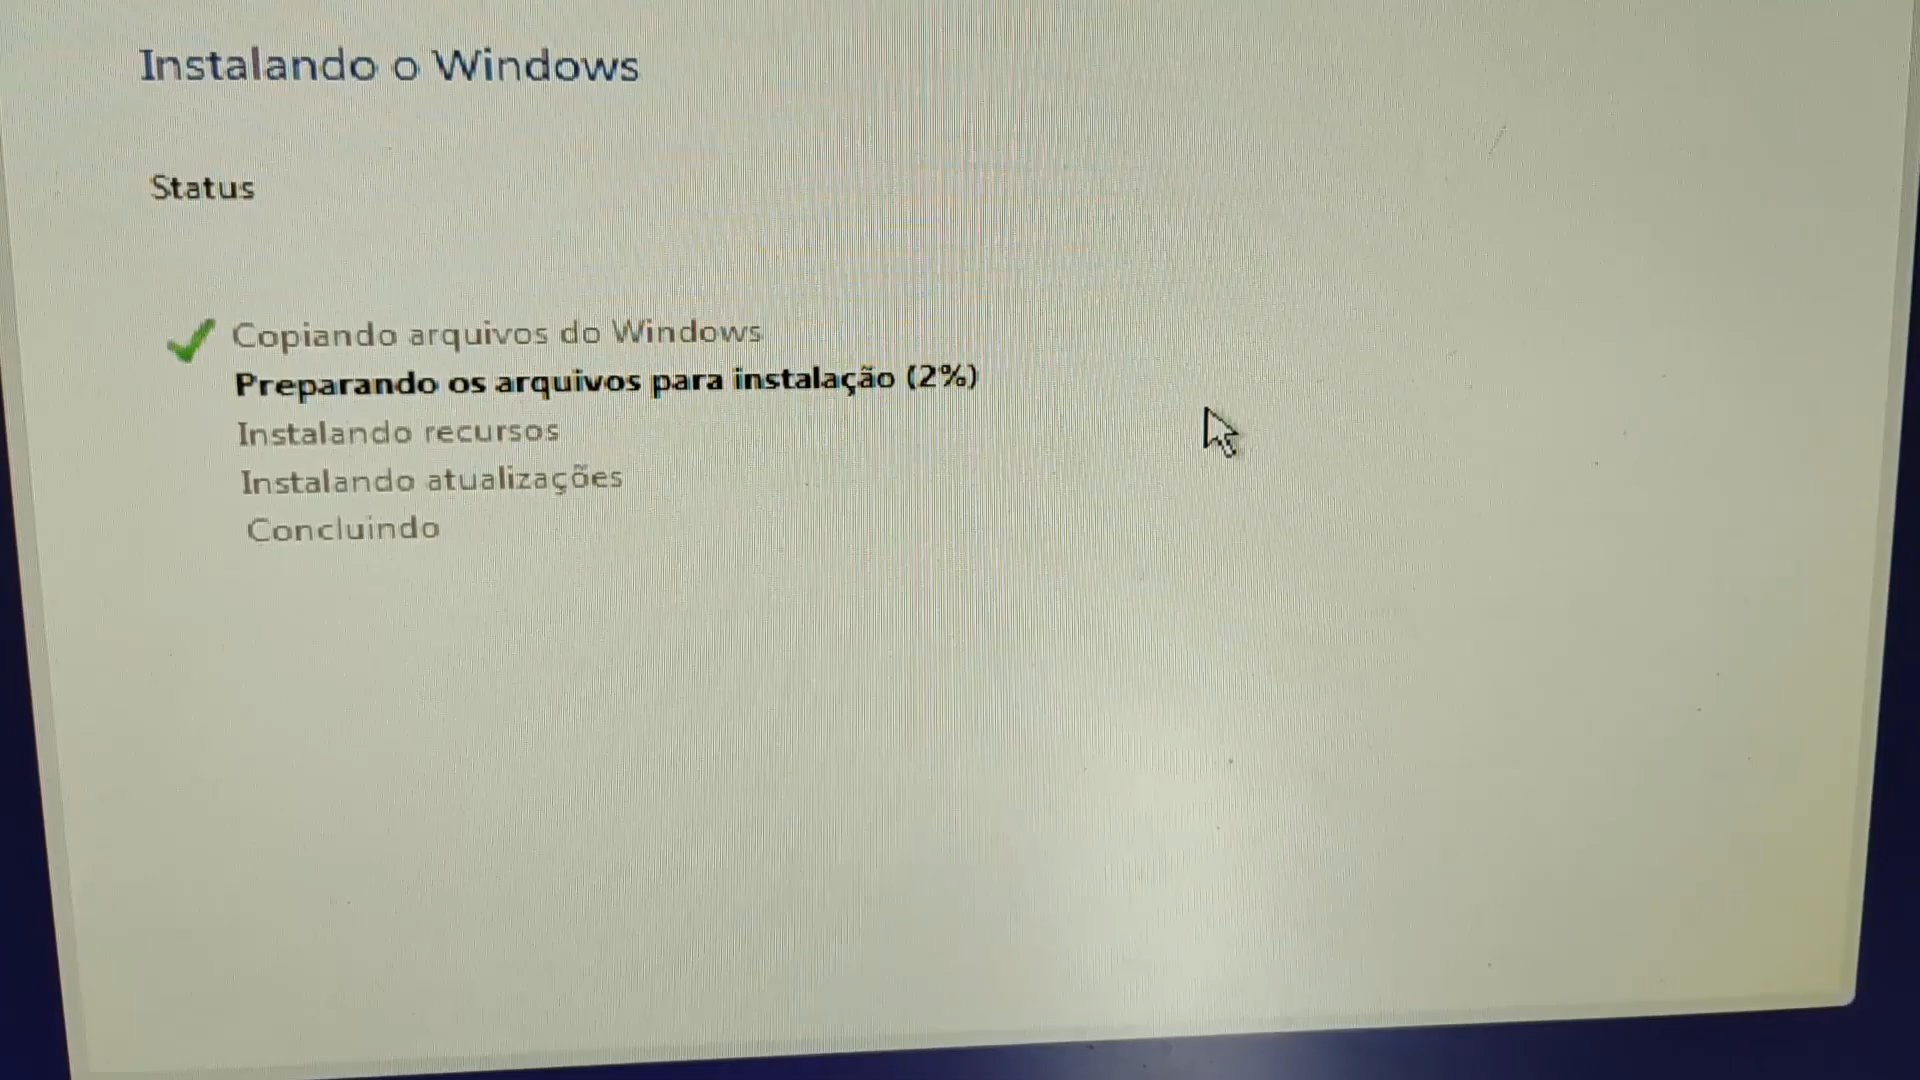 Instalando o Windows
Status
Copiando arquivos do Windows
Preparando os arquivos para instalação (2%)
Instalando recursos
Instalando atualizações
Concluindo